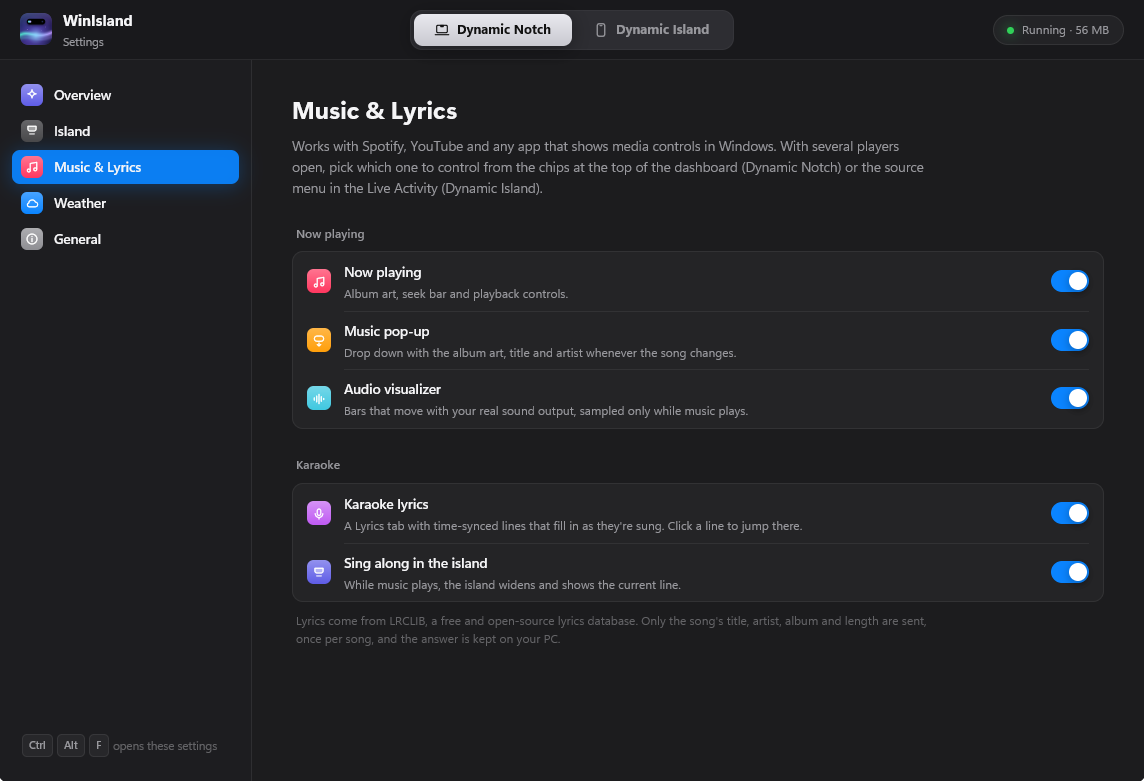 WinIsland
Settings
Dynamic Notch
Dynamic Island
Running · 56 MB
Overview
Island
Music & Lyrics
Weather
General
Music & Lyrics
Works with Spotify, YouTube and any app that shows media controls in Windows. With several players
open, pick which one to control from the chips at the top of the dashboard (Dynamic Notch) or the source
menu in the Live Activity (Dynamic Island).
Now playing
Now playing
Album art, seek bar and playback controls.
Music pop-up
Drop down with the album art, title and artist whenever the song changes.
Audio visualizer
Bars that move with your real sound output, sampled only while music plays.
Karaoke
Karaoke lyrics
A Lyrics tab with time-synced lines that fill in as they're sung. Click a line to jump there.
Sing along in the island
While music plays, the island widens and shows the current line.
Lyrics come from LRCLIB, a free and open-source lyrics database. Only the song's title, artist, album and length are sent,
once per song, and the answer is kept on your PC.
Ctrl Alt F opens these settings